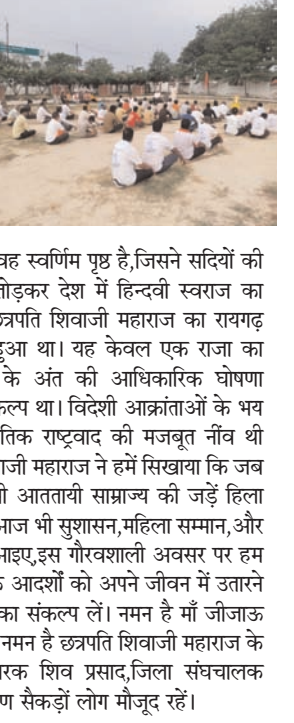 वह स्वर्णिम पृष्ठ है,जिसने सदियों की
तोड़कर देश में हिन्दवी स्वराज का
छत्रपति शिवाजी महाराज का रायगढ़
हुआ था। यह केवल एक राजा का
के अंत की आधिकारिक घोषणा
कल्प था। विदेशी आक्रांताओं के भय
तिक राष्ट्रवाद की मजबूत नींव थी
ाजी महाराज ने हमें सिखाया कि जब
ी आततायी साम्राज्य की जड़ें हिला
आज भी सुशासन,महिला सम्मान,और
आइए,इस गौरवशाली अवसर पर हम
के आदर्शों को अपने जीवन में उतारने
का संकल्प लें। नमन है माँ जीजाऊ
नमन है छत्रपति शिवाजी महाराज के
ारक शिव प्रसाद,जिला संघचालक
ण सैकड़ों लोग मौजूद रहें।